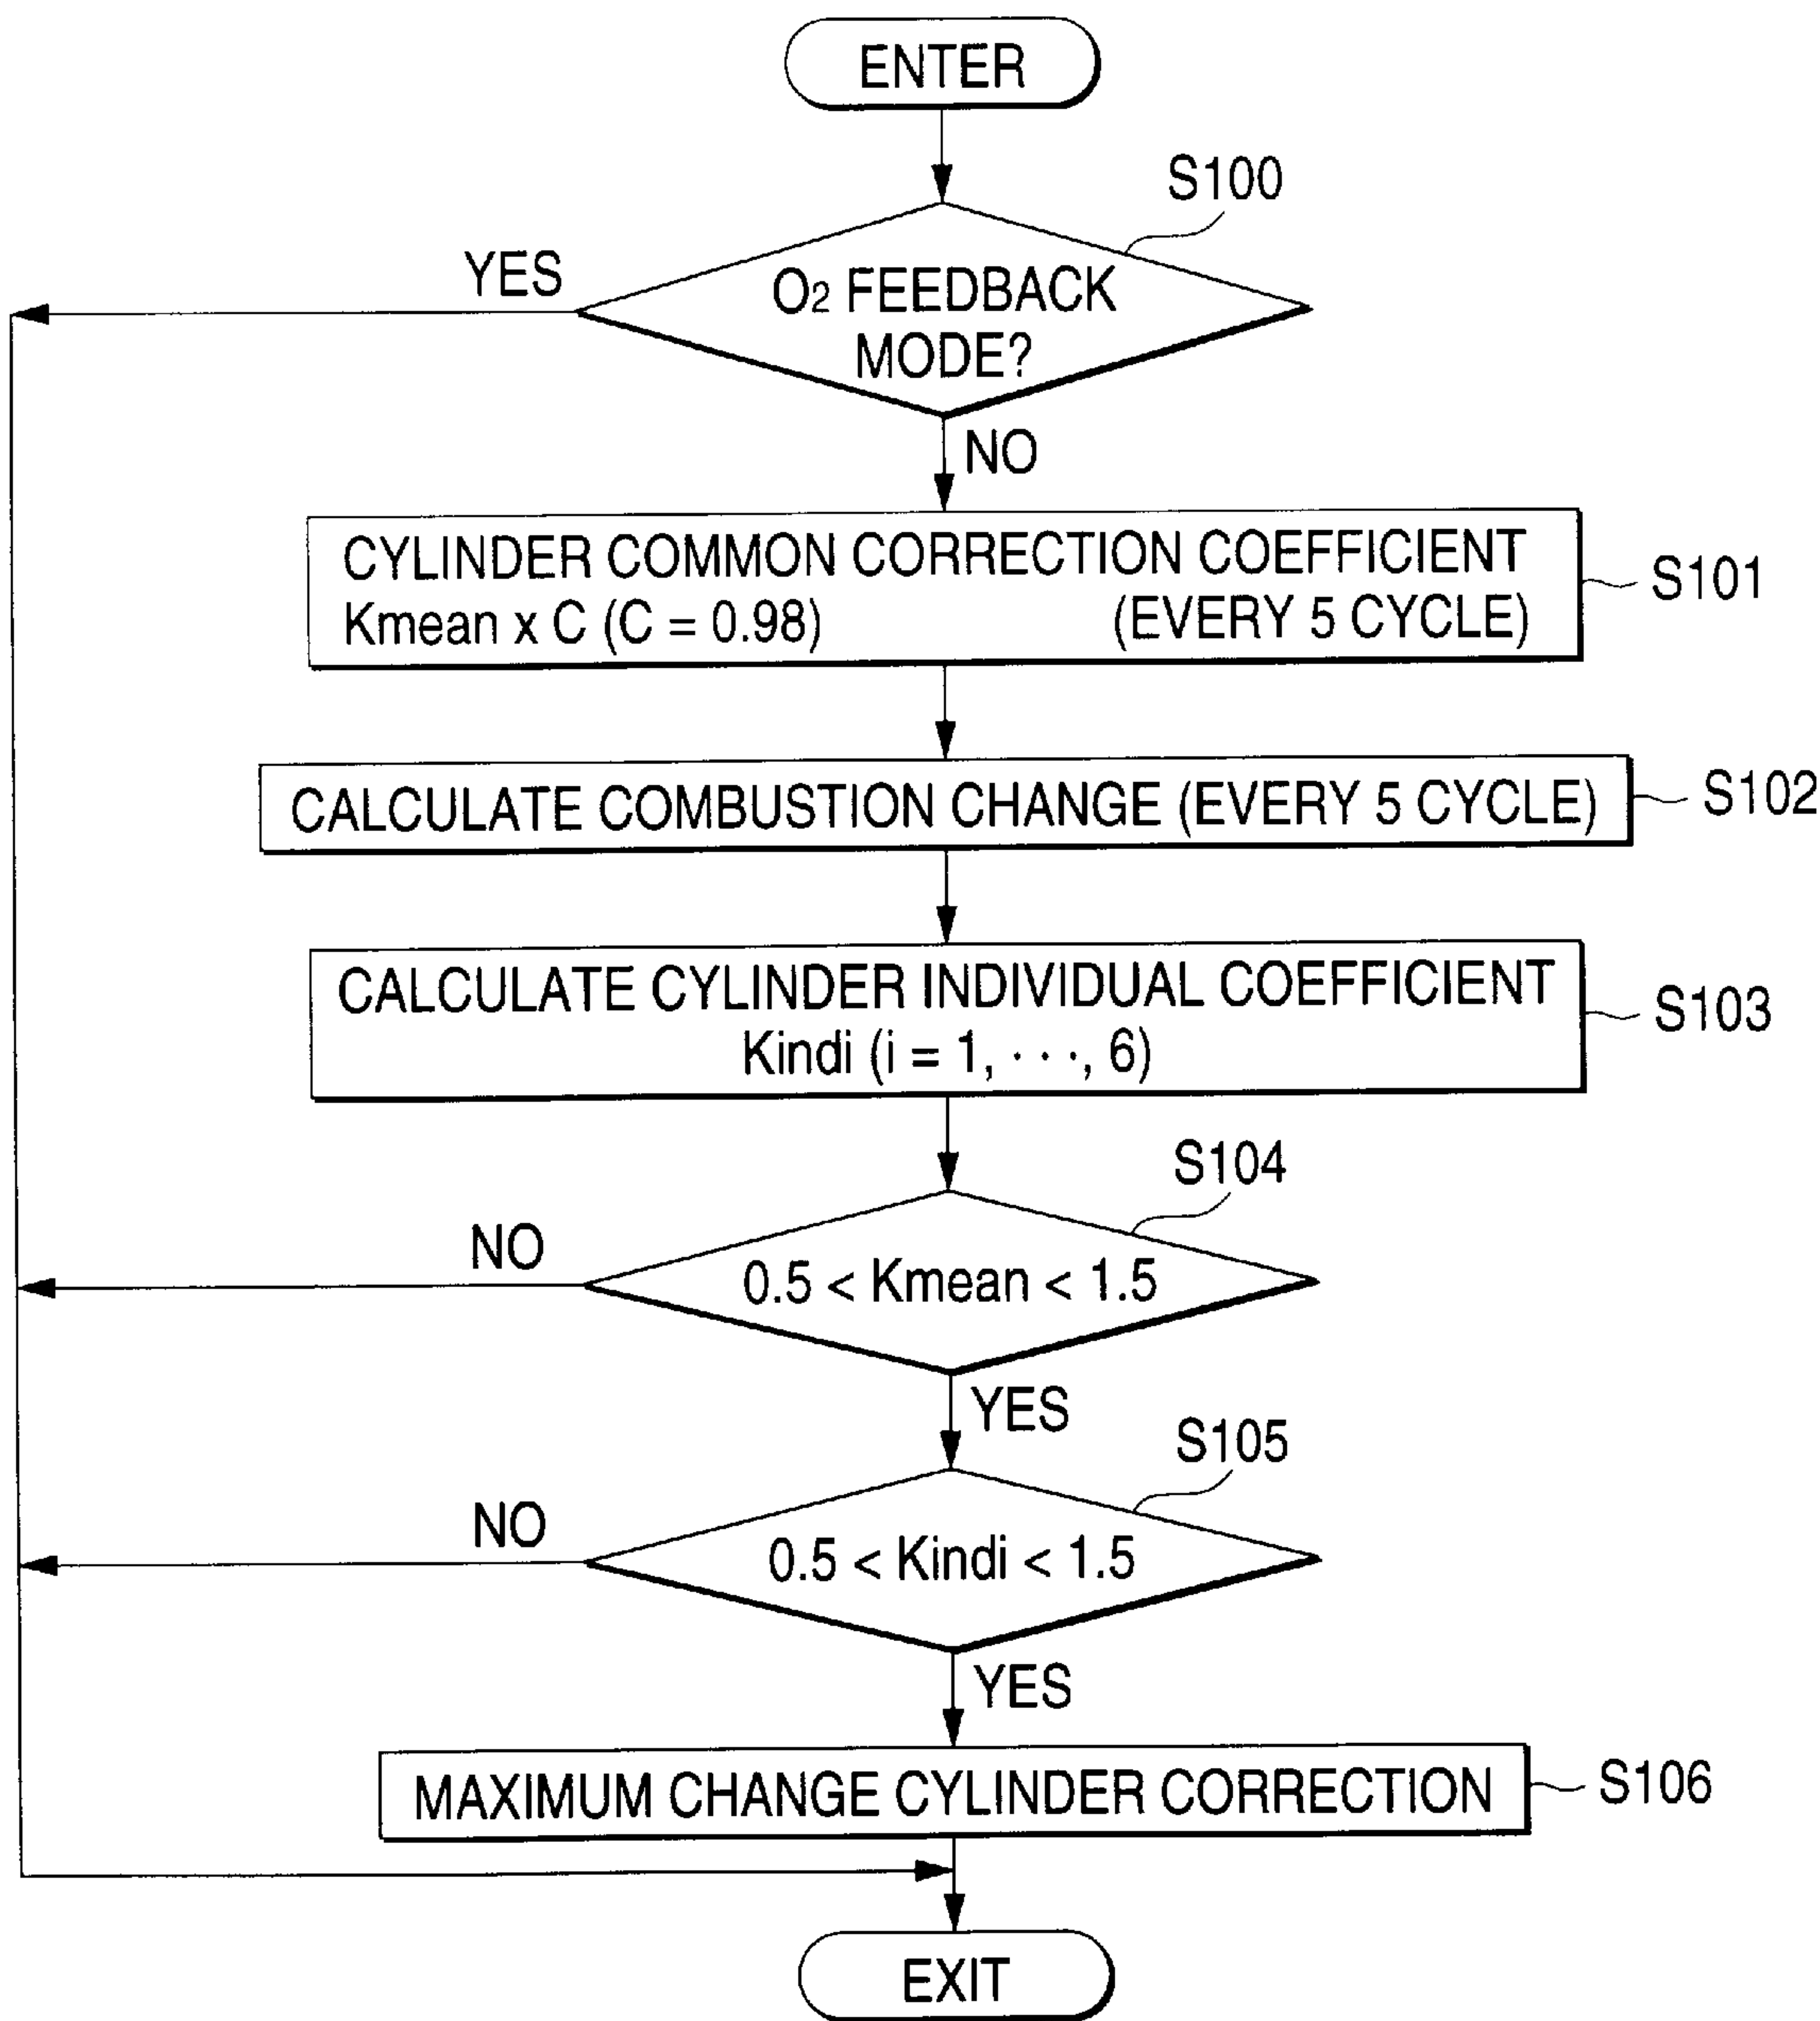 ENTER
S100
YES
O2 FEEDBACK
MODE?
NO
CYLINDER COMMON CORRECTION COEFFICIENT
Kmean x C (C = 0.98) (EVERY 5 CYCLE)
S101
CALCULATE COMBUSTION CHANGE (EVERY 5 CYCLE)
S102
CALCULATE CYLINDER INDIVIDUAL COEFFICIENT
Kindi (i = 1, · · ·, 6)
S103
S104
NO
0.5 < Kmean < 1.5
YES
S105
NO
0.5 < Kindi < 1.5
YES
MAXIMUM CHANGE CYLINDER CORRECTION
S106
EXIT